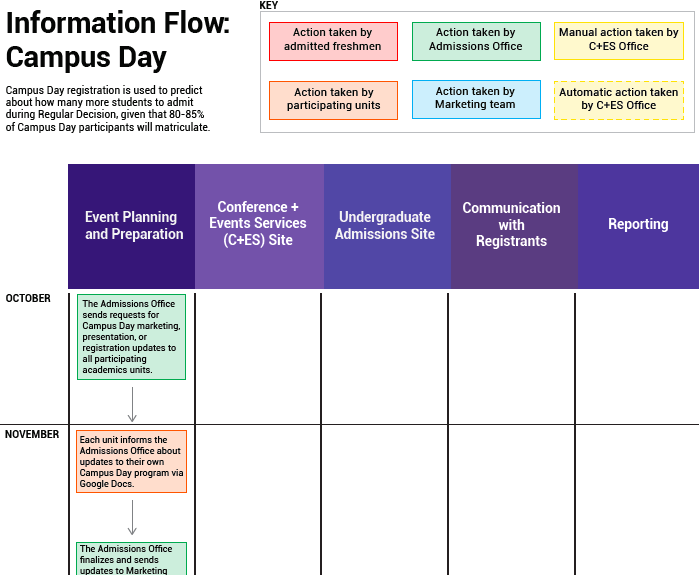 Information Flow:
Campus Day
Campus Day registration is used to predict
about how many more students to admit
during Regular Decision, given that 80-85%
of Campus Day participants will matriculate.
KEY
Action taken by
admitted freshmen
Action taken by
Admissions Office
Manual action taken by
C+ES Office
Action taken by
participating units
Action taken by
Marketing team
Automatic action taken
by C+ES Office
Event Planning
and Preparation
Conference +
Events Services
(C+ES) Site
Undergraduate
Admissions Site
Communication
with
Registrants
Reporting
OCTOBER
The Admissions Office
sends requests for
Campus Day marketing,
presentation, or
registration updates to
all participating
academics units.
NOVEMBER
Each unit informs the
Admissions Office about
updates to their own
Campus Day program via
Google Docs.
The Admissions Office
finalizes and sends
updates to Marketing